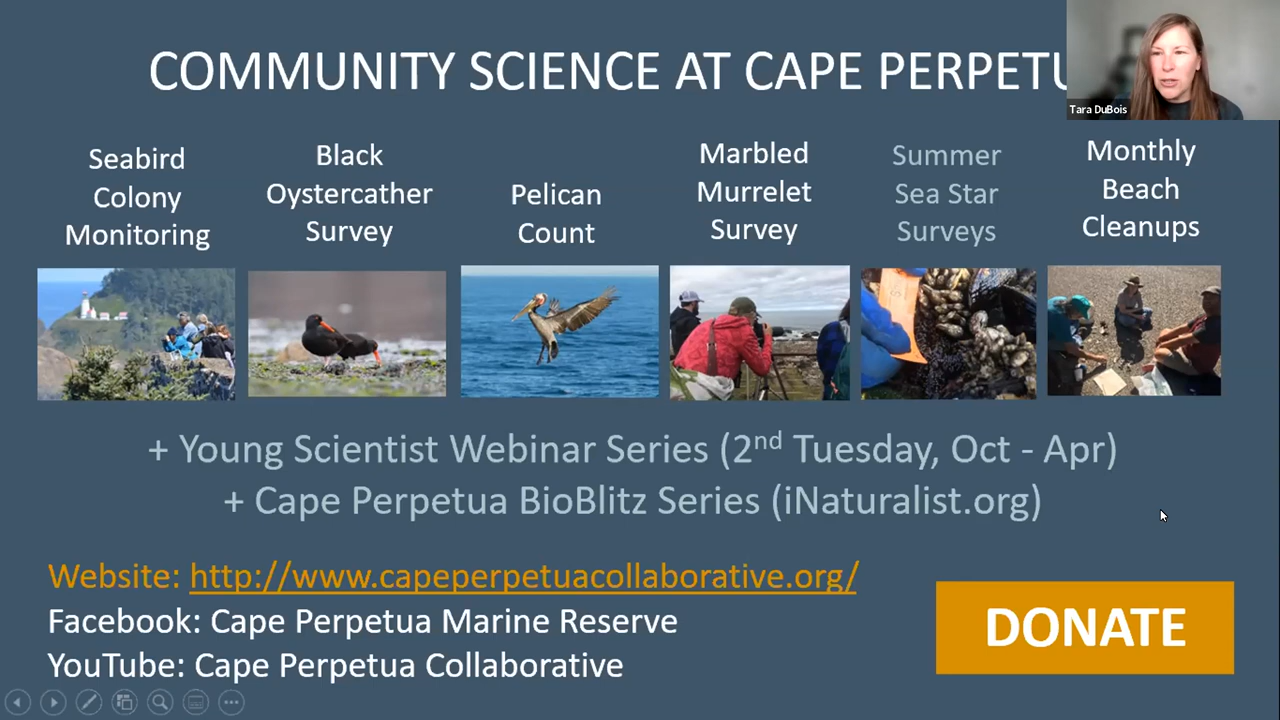 COMMUNITY SCIENCE AT CAPE PERPETU
Tara DuBois
Seabird
Colony
Monitoring
Black
Oystercather
Survey
Pelican
Count
Marbled
Murrelet
Survey
Summer
Sea Star
Surveys
Monthly
Beach
Cleanups
+ Young Scientist Webinar Series (2nd Tuesday, Oct - Apr)
+ Cape Perpetua BioBlitz Series (iNaturalist.org)
Website: http://www.capeperpetuacollaborative.org/
Facebook: Cape Perpetua Marine Reserve
YouTube: Cape Perpetua Collaborative
DONATE